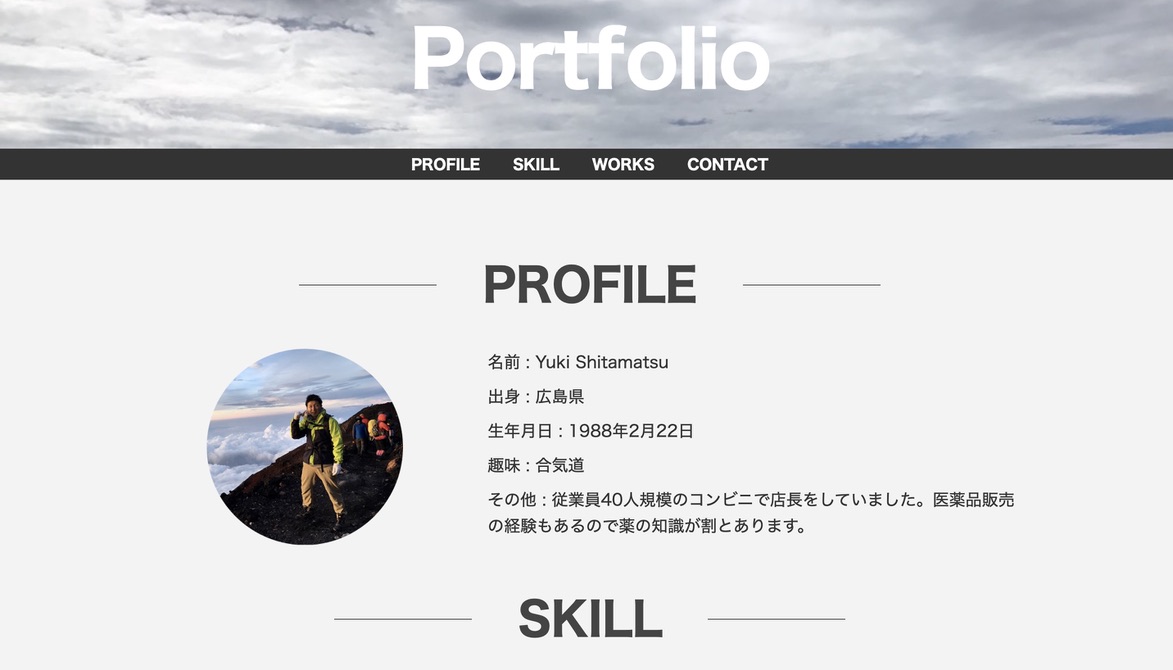 Portfolio
PROFILE SKILL WORKS CONTACT
PROFILE
名前 : Yuki Shitamatsu
出身 : 広島県
生年月日 : 1988年2月22日
趣味 : 合気道
その他 : 従業員40人規模のコンビニで店長をしていました。医薬品販売
の経験もあるので薬の知識が割とあります。
SKILL